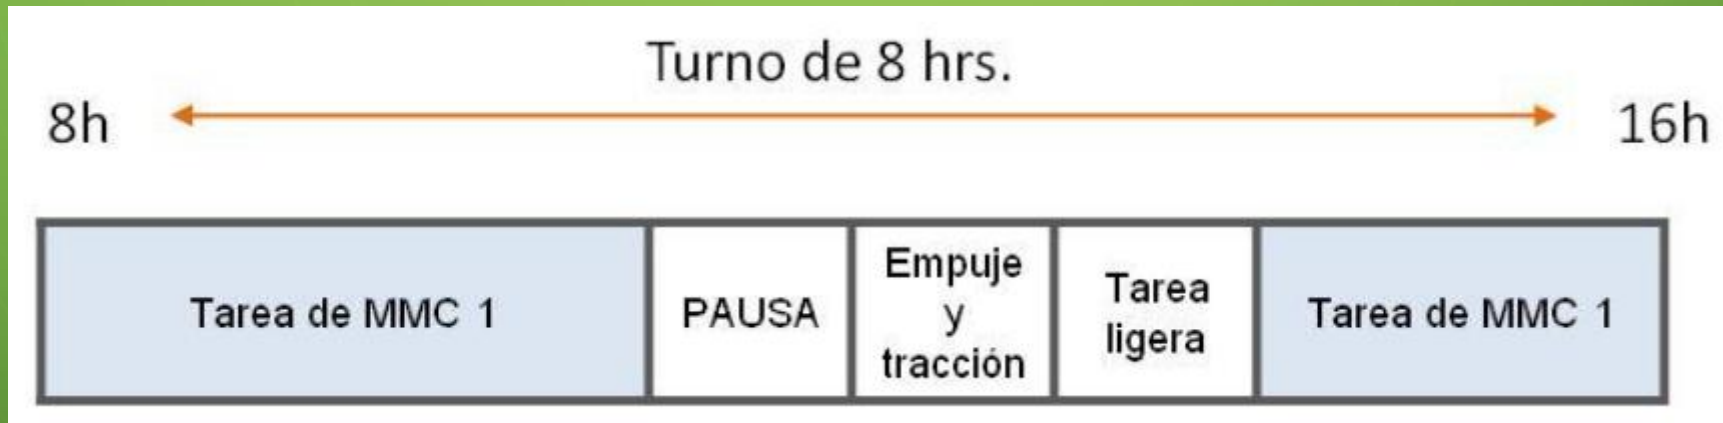 Turno de 8 hrs.
8h
16h
Tarea de MMC 1
PAUSA
Empuje
y
tracción
Tarea
ligera
Tarea de MMC 1